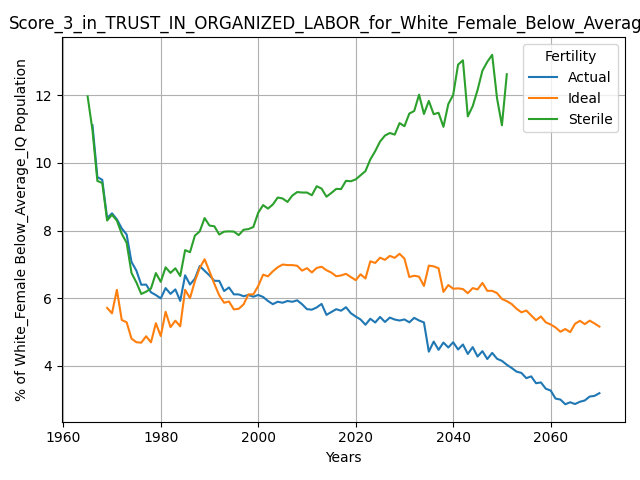 Score_3_in_TRUST_IN_ORGANIZED_LABOR_for_White_Female_Below_Averag
% of White_Female Below_Average_IQ Population
12
10
8
6
4
Fertility
Actual
Ideal
Sterile
1960
1980
2000
2020
2040
2060
Years